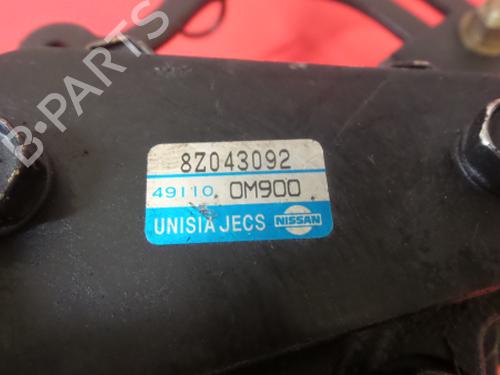 B-PARTS
8Z043092
49110 0M900
UNISIA JECS NISSAN